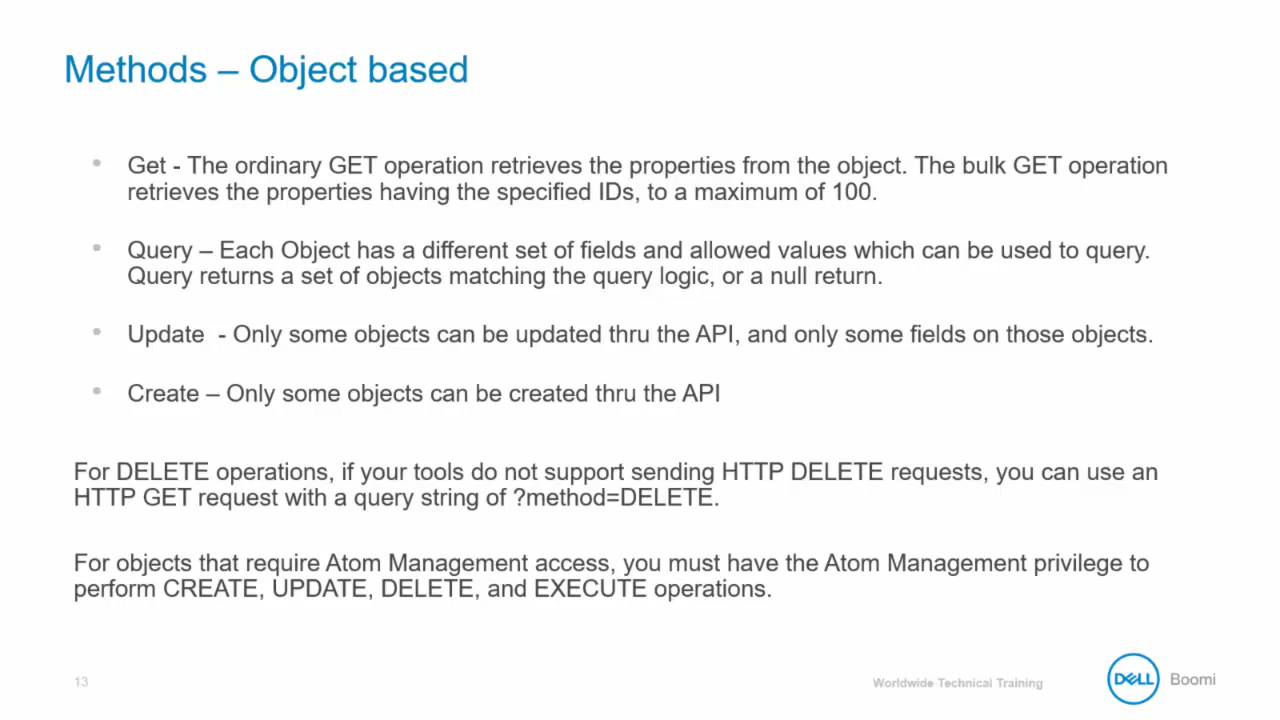 Methods – Object based
• Get - The ordinary GET operation retrieves the properties from the object. The bulk GET operation
retrieves the properties having the specified IDs, to a maximum of 100.
• Query – Each Object has a different set of fields and allowed values which can be used to query.
Query returns a set of objects matching the query logic, or a null return.
• Update  - Only some objects can be updated thru the API, and only some fields on those objects.
• Create – Only some objects can be created thru the API
For DELETE operations, if your tools do not support sending HTTP DELETE requests, you can use an
HTTP GET request with a query string of ?method=DELETE.
For objects that require Atom Management access, you must have the Atom Management privilege to
perform CREATE, UPDATE, DELETE, and EXECUTE operations.
13
Worldwide Technical Training
DELL Boomi